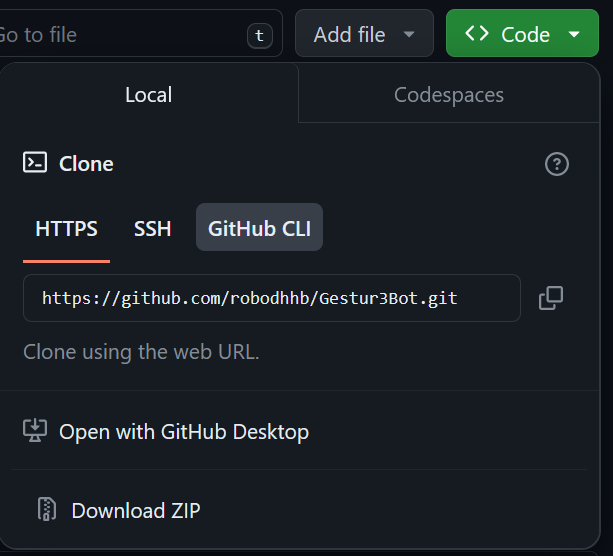 Go to file
t
Add file
Code
Local
Codespaces
Clone
HTTPS
SSH
GitHub CLI
https://github.com/robodhhb/Gestur3Bot.git
Clone using the web URL.
Open with GitHub Desktop
Download ZIP